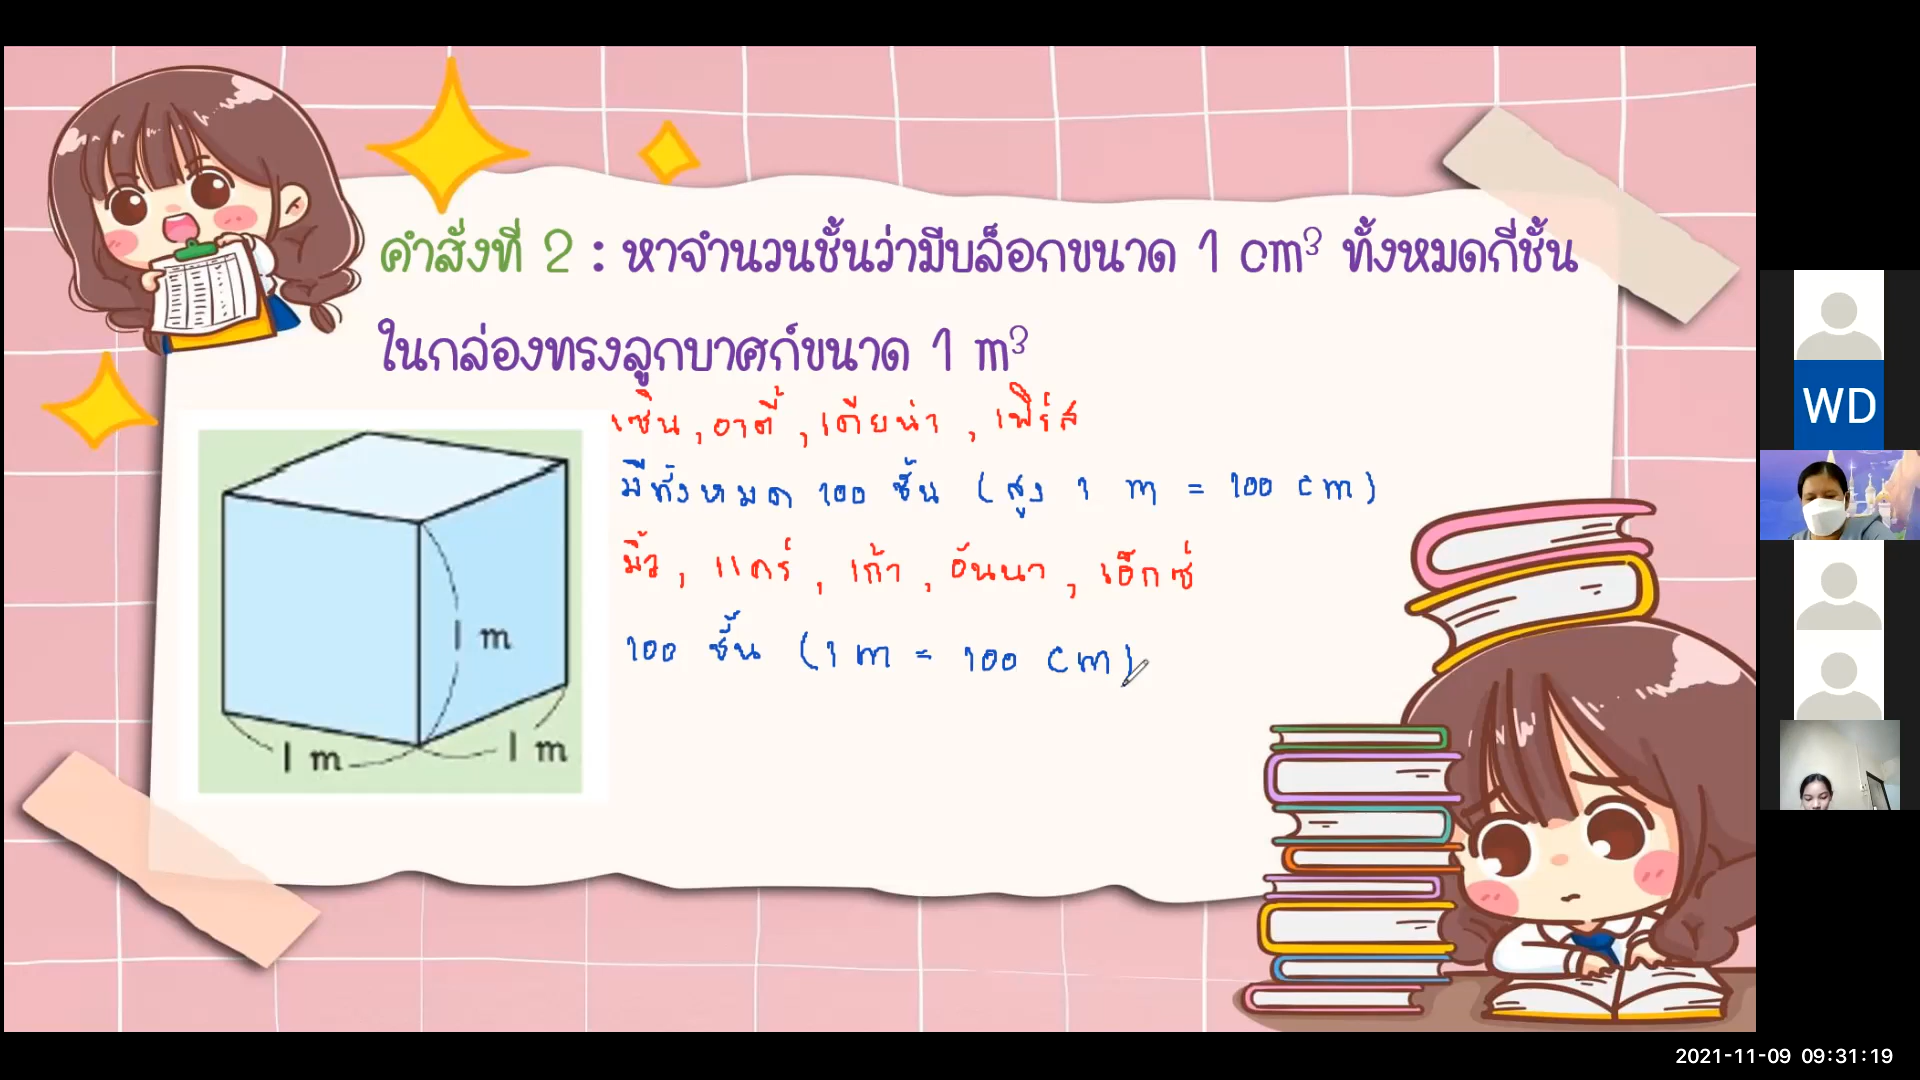 คำสั่งที่ 2 : หาจำนวนชั้นว่ามีบล็อกขนาด 1 cm³ ทั้งหมดกี่ชั้น
ในกล่องทรงลูกบาศก์ขนาด 1 m³
เซิน, อาตี้, เดียน่า, เฟิร์ส
มีทั้งหมด 100 ชั้น (สูง 1 m = 100 cm)
มิ้ว, แคร์, เก้า, อันนา, เอ็กซ์
100 ชั้น (1 m = 100 cm)
1 m
1 m
1 m
WD
2021-11-09 09:31:19